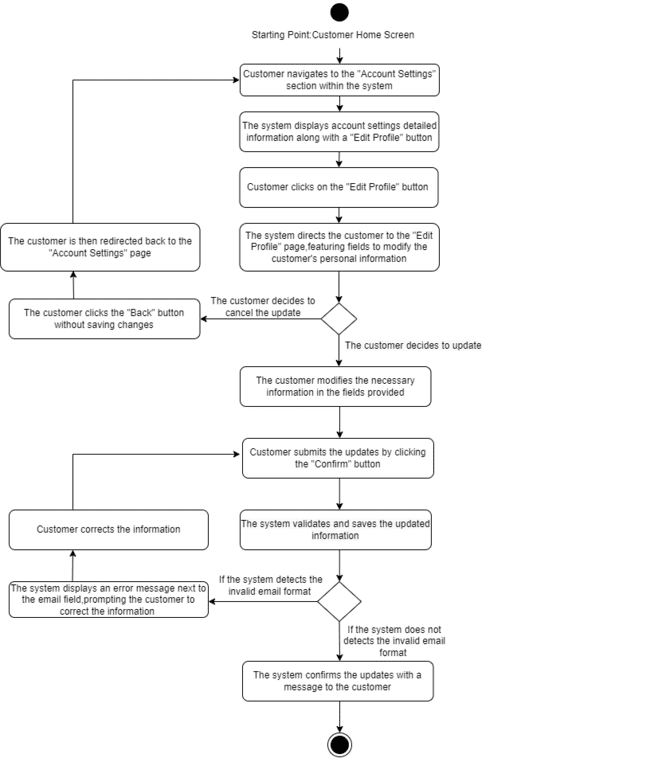 Starting Point:Customer Home Screen
Customer navigates to the "Account Settings"
section within the system
The system displays account settings detailed
information along with a "Edit Profile" button
Customer clicks on the "Edit Profile" button
The system directs the customer to the "Edit
Profile" page,featuring fields to modify the
customer's personal information
The customer is then redirected back to the
"Account Settings" page
The customer clicks the "Back" button
without saving changes
The customer decides to
cancel the update
The customer decides to update
The customer modifies the necessary
information in the fields provided
Customer submits the updates by clicking
the "Confirm" button
The system validates and saves the updated
information
Customer corrects the information
The system displays an error message next to
the email field,prompting the customer to
correct the information
If the system detects the
invalid email format
If the system does not
detects the invalid email
format
The system confirms the updates with a
message to the customer